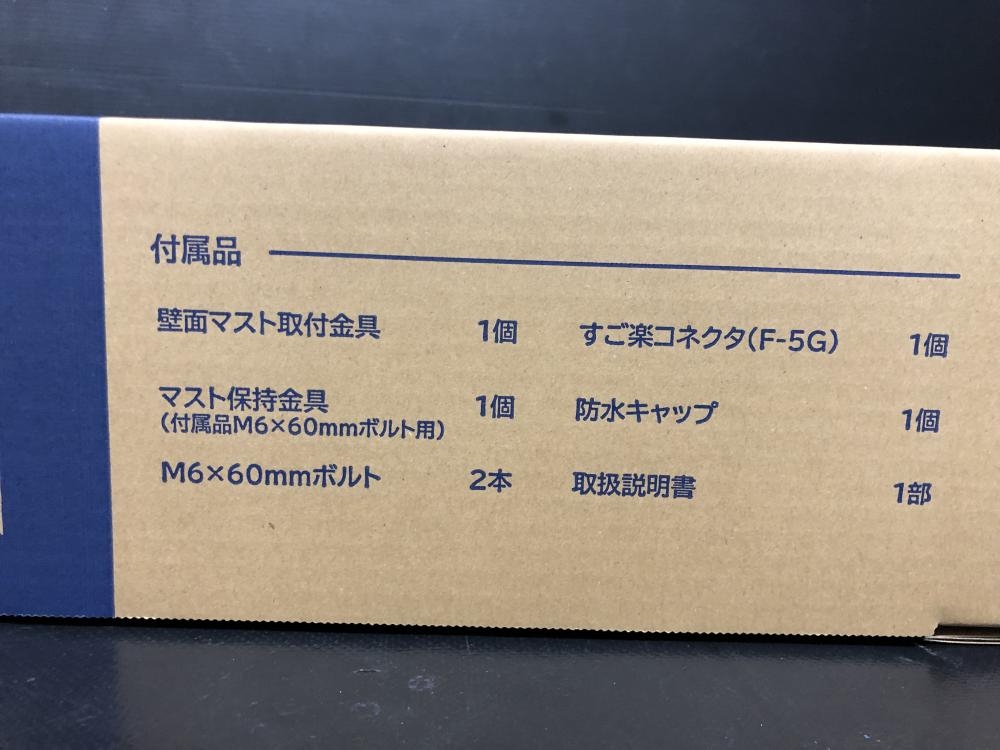 付属品
壁面マスト取付金具 1個
マスト保持金具 1個
(付属品M6×60mmボルト用)
M6×60mmボルト 2本
すご楽コネクタ(F-5G) 1個
防水キャップ 1個
取扱説明書 1部